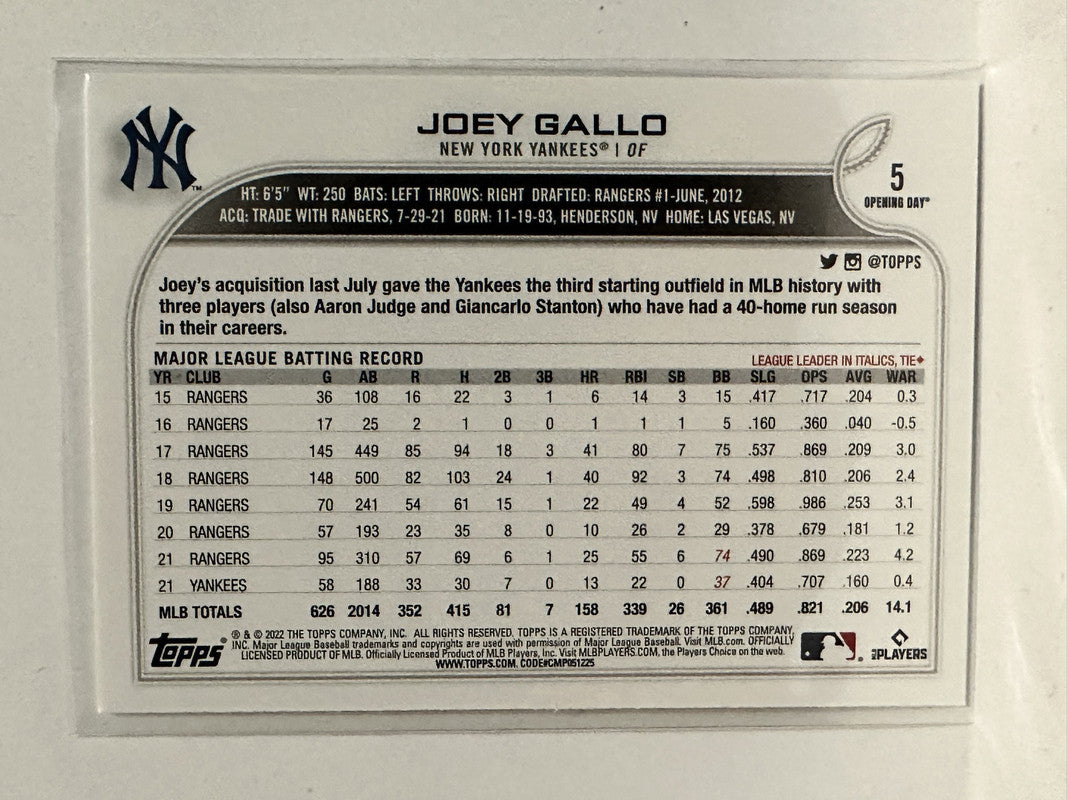 NY
™
JOEY GALLO
NEW YORK YANKEES® | OF
5
OPENING DAY®
HT: 6'5" WT: 250 BATS: LEFT THROWS: RIGHT DRAFTED: RANGERS #1-JUNE, 2012
ACQ: TRADE WITH RANGERS, 7-29-21 BORN: 11-19-93, HENDERSON, NV HOME: LAS VEGAS, NV
@TOPPS
Joey's acquisition last July gave the Yankees the third starting outfield in MLB history with
three players (also Aaron Judge and Giancarlo Stanton) who have had a 40-home run season
in their careers.
MAJOR LEAGUE BATTING RECORD LEAGUE LEADER IN ITALICS, TIE♦
YR CLUB G AB R H 2B 3B HR RBI SB BB SLG OPS AVG WAR
15 RANGERS 36 108 16 22 3 1 6 14 3 15 .417 .717 .204 0.3
16 RANGERS 17 25 2 1 0 0 1 1 1 5 .160 .360 .040 -0.5
17 RANGERS 145 449 85 94 18 3 41 80 7 75 .537 .869 .209 3.0
18 RANGERS 148 500 82 103 24 1 40 92 3 74 .498 .810 .206 2.4
19 RANGERS 70 241 54 61 15 1 22 49 4 52 .598 .986 .253 3.1
20 RANGERS 57 193 23 35 8 0 10 26 2 29 .378 .679 .181 1.2
21 RANGERS 95 310 57 69 6 1 25 55 6 74 .490 .869 .223 4.2
21 YANKEES 58 188 33 30 7 0 13 22 0 37 .404 .707 .160 0.4
MLB TOTALS 626 2014 352 415 81 7 158 339 26 361 .489 .821 .206 14.1
Topps®
® & © 2022 THE TOPPS COMPANY, INC. ALL RIGHTS RESERVED. TOPPS IS A REGISTERED TRADEMARK OF THE TOPPS COMPANY,
INC. Major League Baseball trademarks and copyrights are used with permission of Major League Baseball. Visit MLB.com. OFFICIALLY
LICENSED PRODUCT OF MLB. Officially Licensed Product of MLB Players, Inc. Visit MLBPLAYERS.COM, the Players Choice on the web.
WWW.TOPPS.COM. CODE#CMP051225
MLB PLAYERS